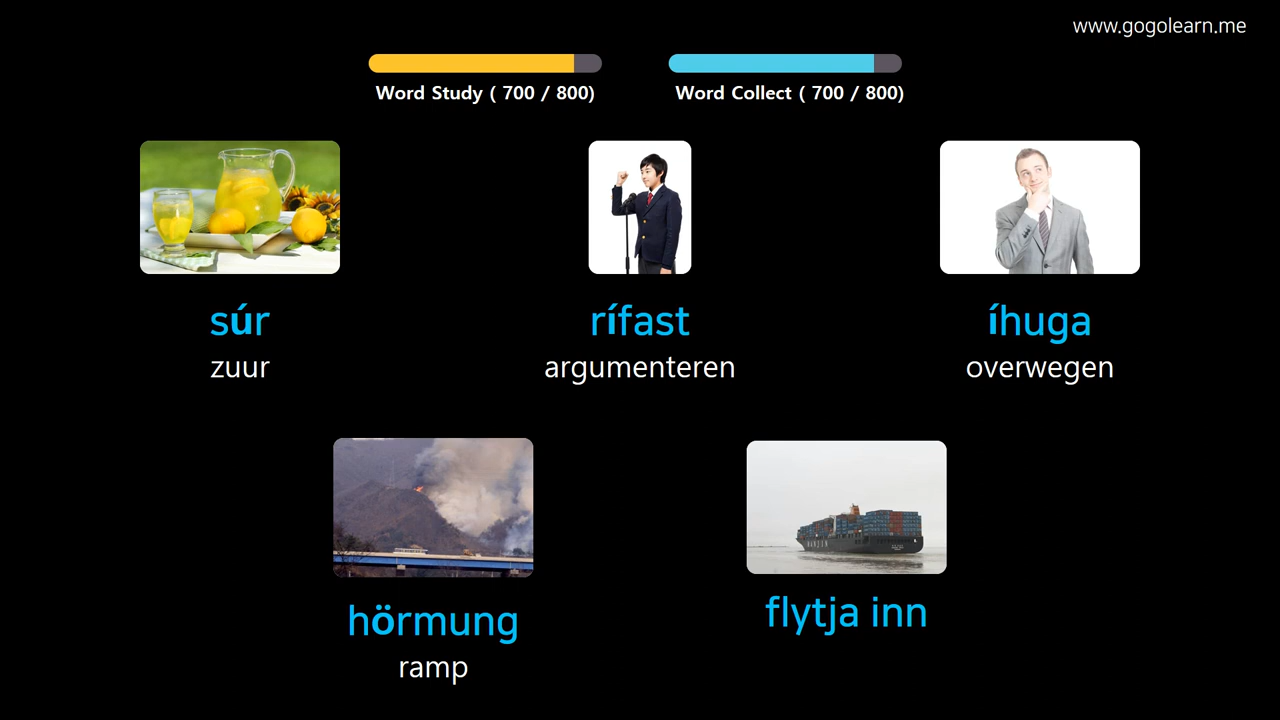 www.gogolearn.me
Word Study ( 700 / 800)
Word Collect ( 700 / 800)
súr
zuur
rífast
argumenteren
íhuga
overwegen
hörmung
ramp
flytja inn